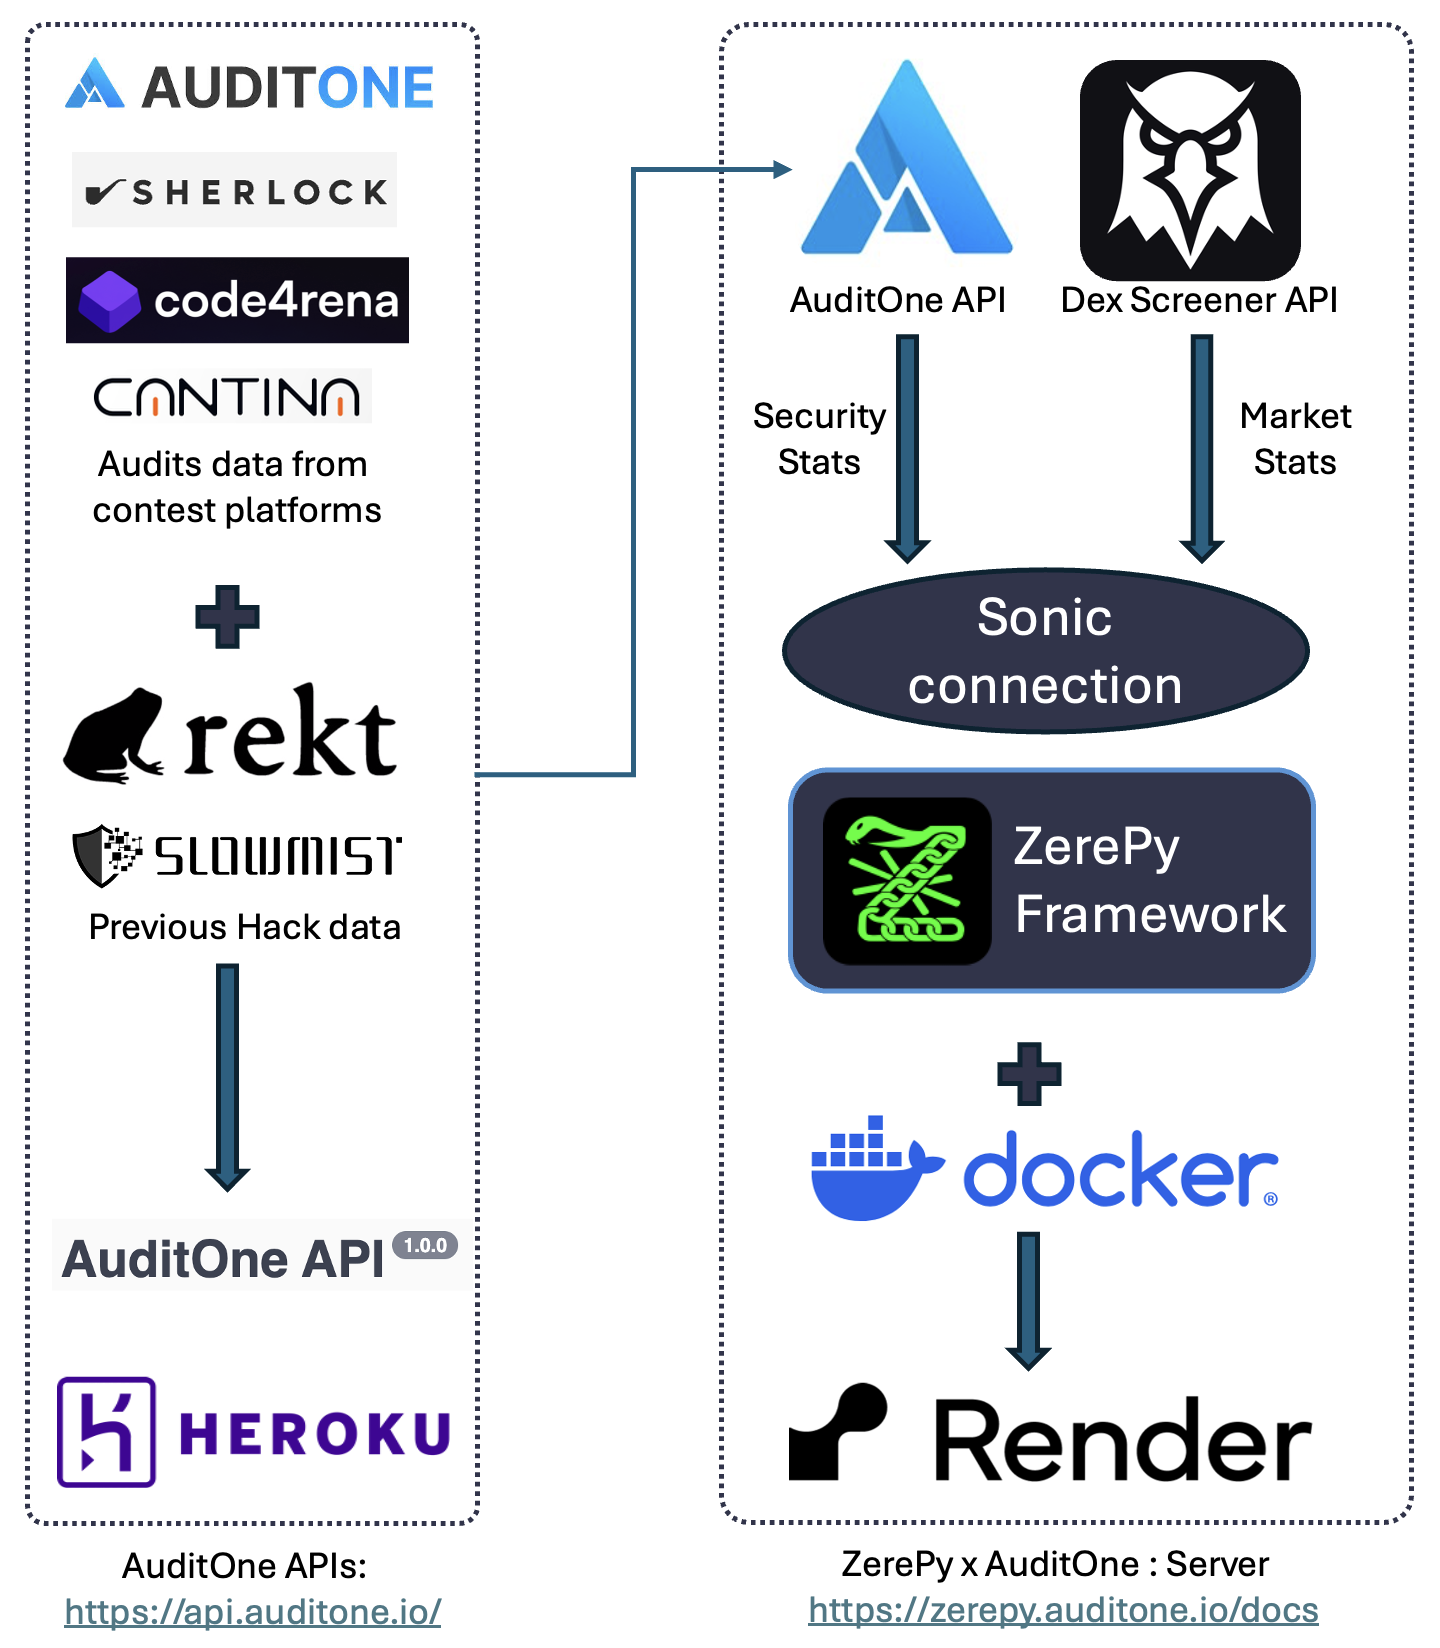 AUDITONE
SHERLOCK
code4rena
CANTINA
Audits data from
contest platforms
rekt
SLOWMIST
Previous Hack data
AuditOne API 1.0.0
HEROKU
AuditOne APIs:
https://api.auditone.io/
AuditOne API
Dex Screener API
Security
Stats
Market
Stats
Sonic
connection
ZerePy
Framework
docker®
Render
ZerePy x AuditOne : Server
https://zerepy.auditone.io/docs